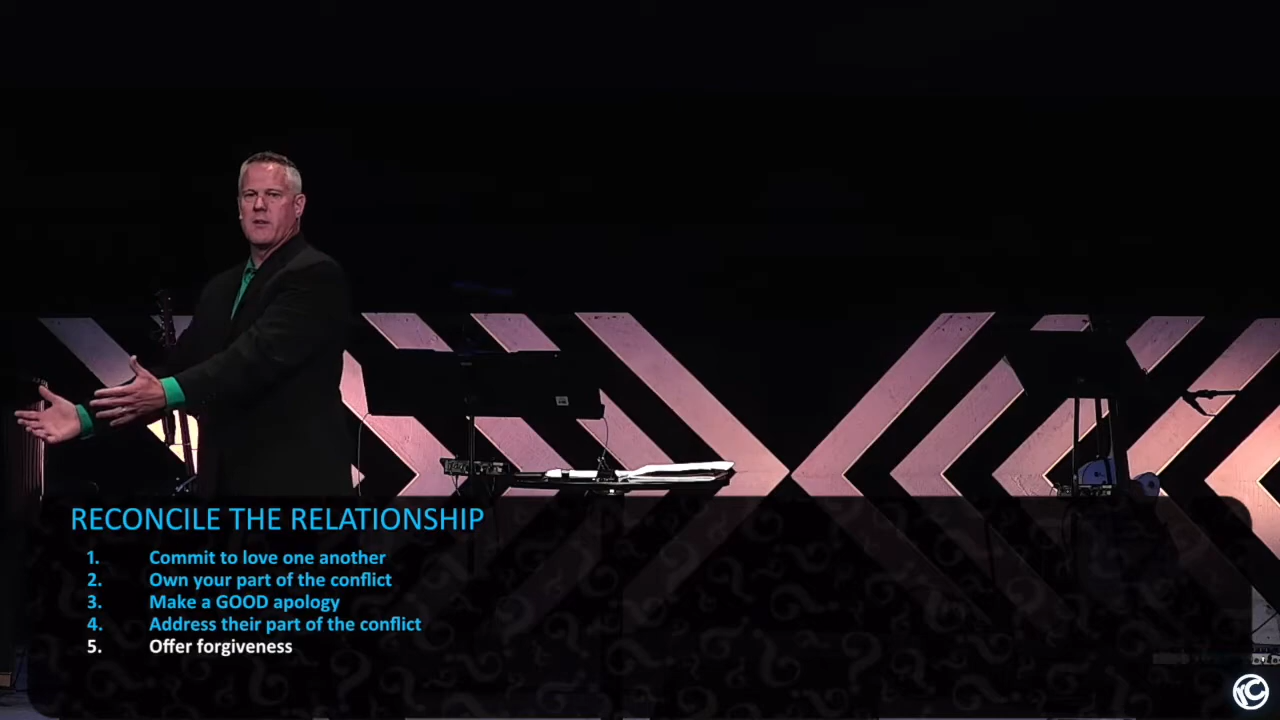 RECONCILE THE RELATIONSHIP
1. Commit to love one another
2. Own your part of the conflict
3. Make a GOOD apology
4. Address their part of the conflict
5. Offer forgiveness